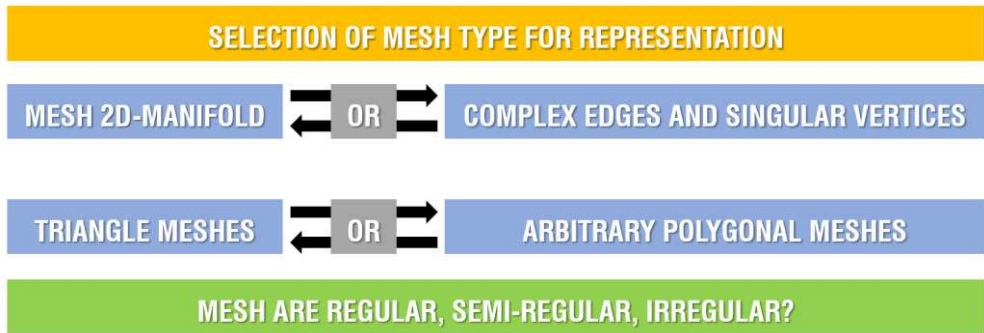 SELECTION OF MESH TYPE FOR REPRESENTATION
MESH 2D-MANIFOLD OR COMPLEX EDGES AND SINGULAR VERTICES
TRIANGLE MESHES OR ARBITRARY POLYGONAL MESHES
MESH ARE REGULAR, SEMI-REGULAR, IRREGULAR?